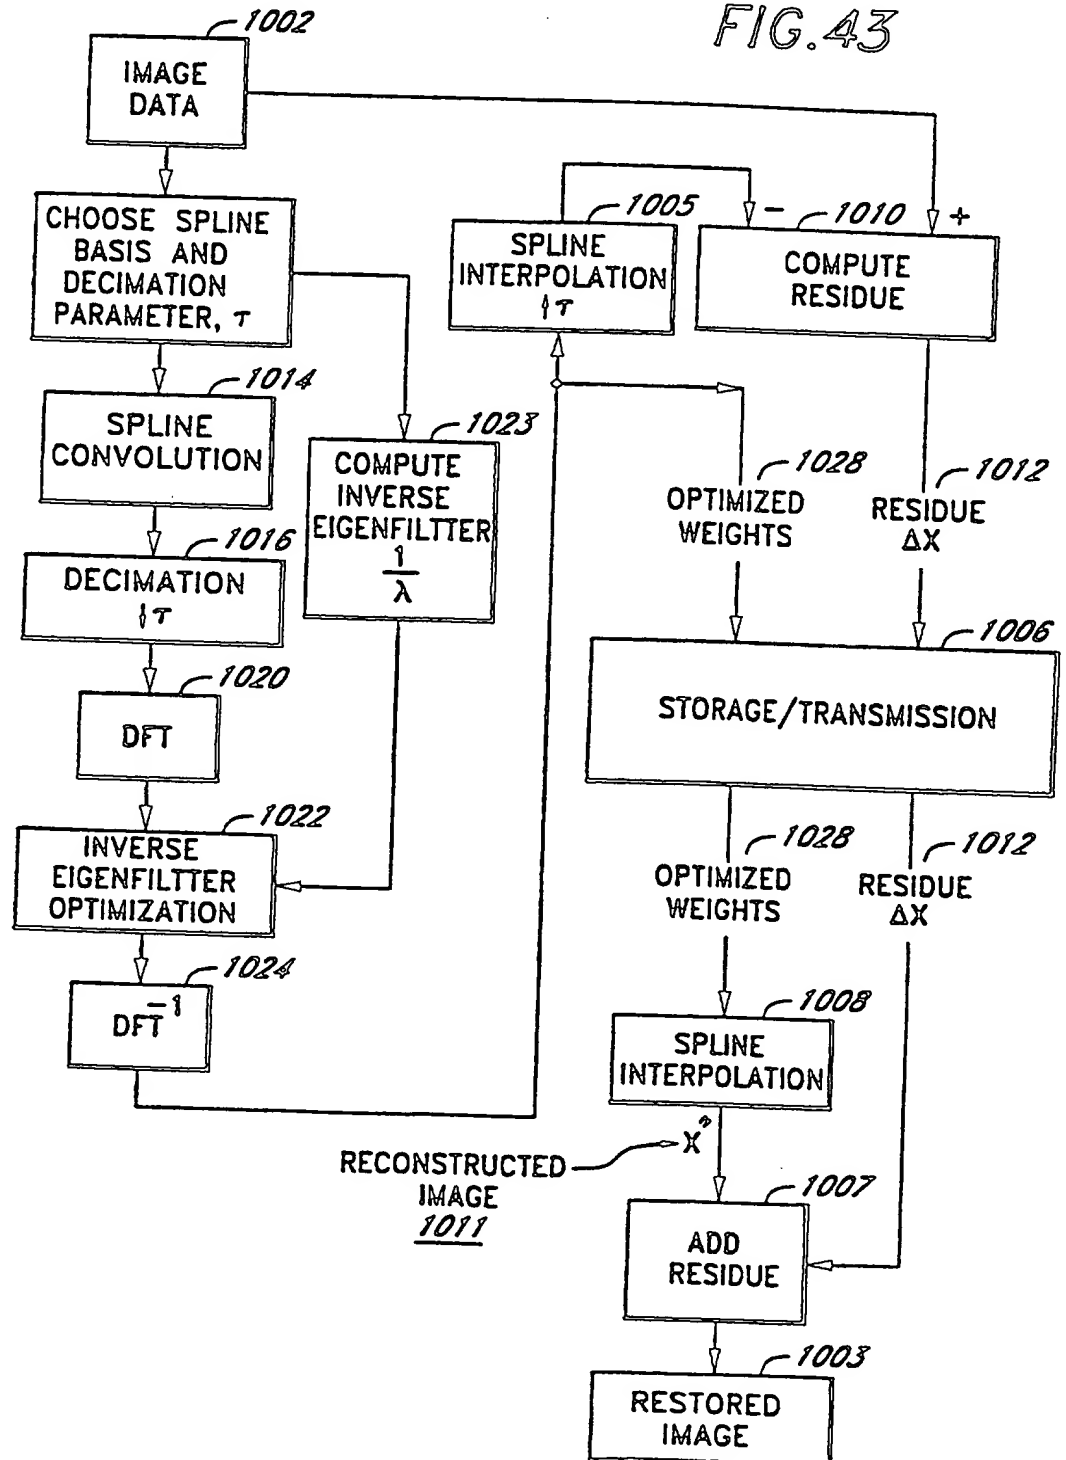 FIG.43
1002
IMAGE
DATA
CHOOSE SPLINE
BASIS AND
DECIMATION
PARAMETER, τ
1005
SPLINE
INTERPOLATION
↑τ
−
1010
+
COMPUTE
RESIDUE
1014
SPLINE
CONVOLUTION
1023
COMPUTE
INVERSE
EIGENFILTTER
1
λ
1028
OPTIMIZED
WEIGHTS
1012
RESIDUE
ΔX
1016
DECIMATION
↓τ
1020
DFT
1006
STORAGE/TRANSMISSION
1022
INVERSE
EIGENFILTTER
OPTIMIZATION
1028
OPTIMIZED
WEIGHTS
1012
RESIDUE
ΔX
1024
DFT⁻¹
1008
SPLINE
INTERPOLATION
RECONSTRUCTED
IMAGE
1011
X
1007
ADD
RESIDUE
1003
RESTORED
IMAGE